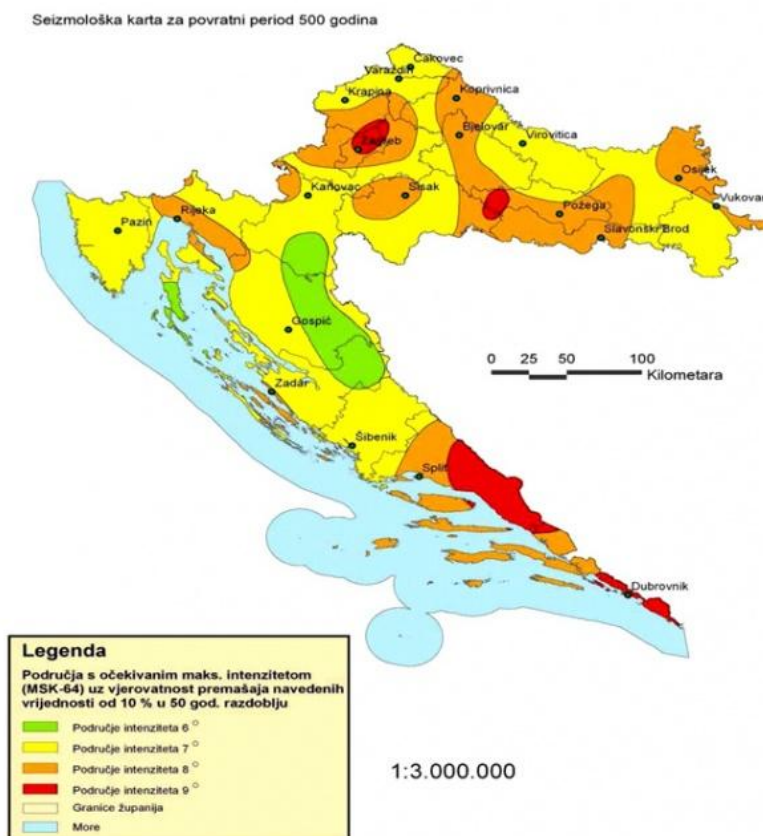 Seizmološka karta za povratni period 500 godina
Čakovec
Varaždin
Krapina
Koprivnica
Bjelovar
Virovitica
Zagreb
Osijek
Karlovac
Sisak
Vukovar
Požega
Rijeka
Pazin
Slavonski Brod
Gospić
0 25 50 100
Kilometara
Zadar
Šibenik
Split
Dubrovnik
Legenda
Područja s očekivanim maks. intenzitetom
(MSK-64) uz vjerovatnost premašaja navedenih
vrijednosti od 10 % u 50 god. razdoblju
Područje intenziteta 6 °
Područje intenziteta 7 °
Područje intenziteta 8 °
Područje intenziteta 9 °
Granice županija
More
1:3.000.000